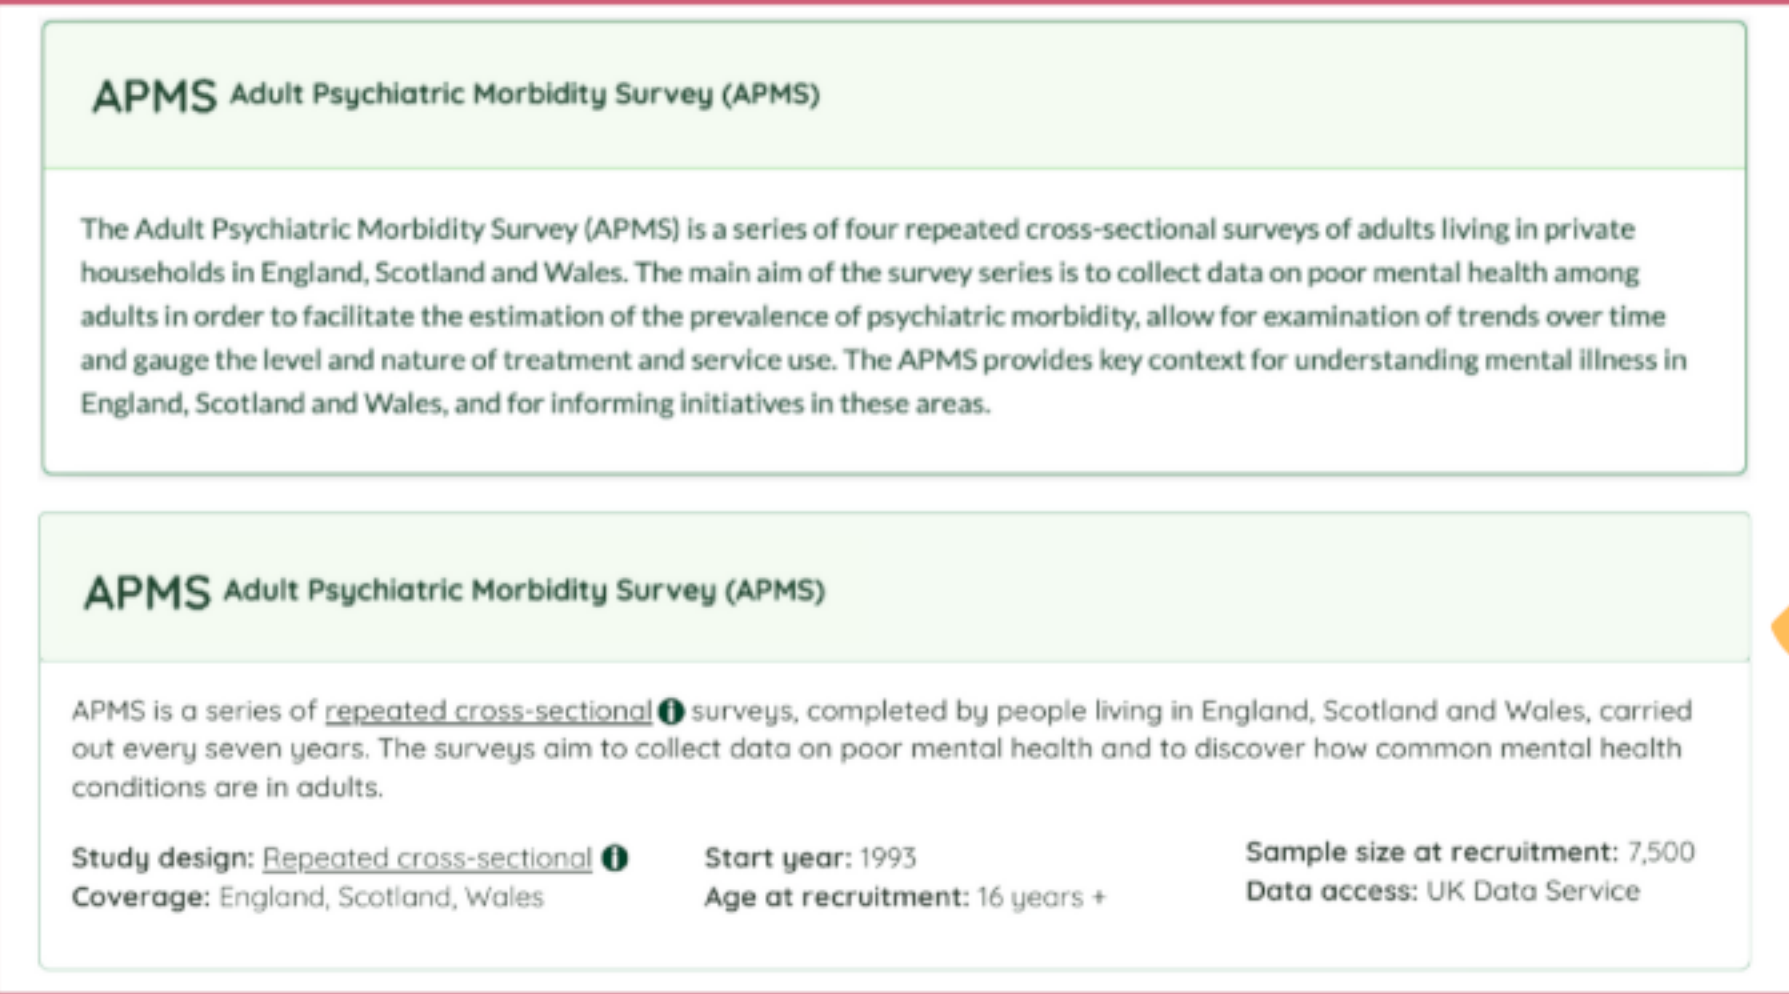 APMS Adult Psychiatric Morbidity Survey (APMS)
The Adult Psychiatric Morbidity Survey (APMS) is a series of four repeated cross-sectional surveys of adults living in private
households in England, Scotland and Wales. The main aim of the survey series is to collect data on poor mental health among
adults in order to facilitate the estimation of the prevalence of psychiatric morbidity, allow for examination of trends over time
and gauge the level and nature of treatment and service use. The APMS provides key context for understanding mental illness in
England, Scotland and Wales, and for informing initiatives in these areas.
APMS Adult Psychiatric Morbidity Survey (APMS)
APMS is a series of repeated cross-sectional i surveys, completed by people living in England, Scotland and Wales, carried
out every seven years. The surveys aim to collect data on poor mental health and to discover how common mental health
conditions are in adults.
Study design: Repeated cross-sectional i
Coverage: England, Scotland, Wales
Start year: 1993
Age at recruitment: 16 years +
Sample size at recruitment: 7,500
Data access: UK Data Service